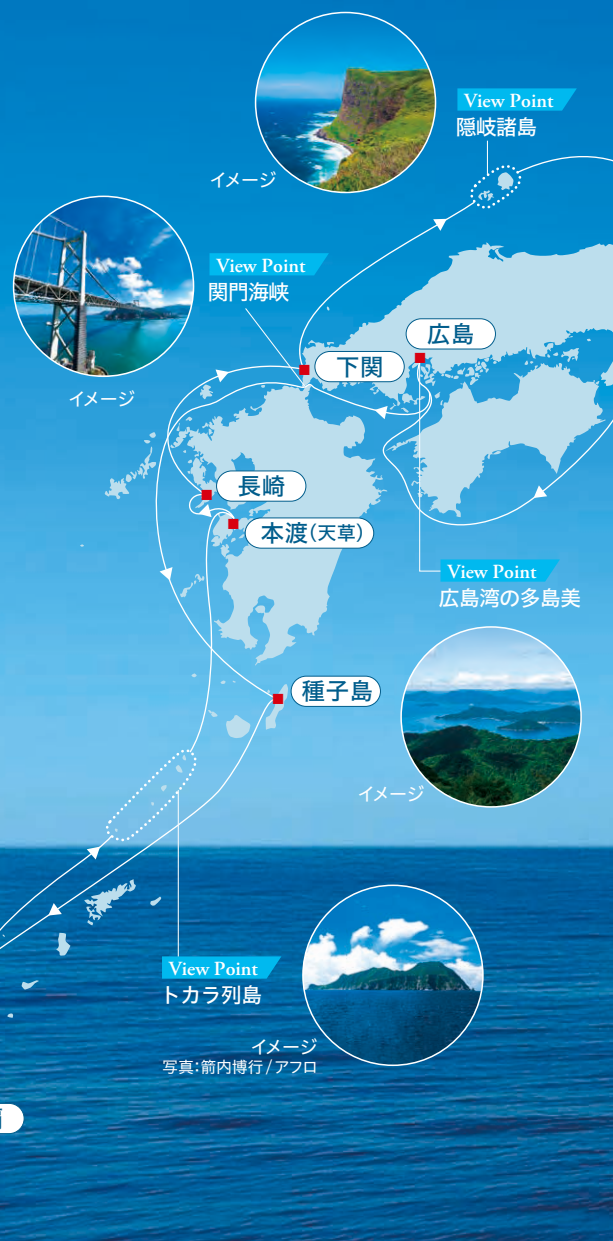 View Point
隠岐諸島
イメージ
View Point
関門海峡
イメージ
広島
下関
長崎
本渡(天草)
View Point
広島湾の多島美
種子島
イメージ
View Point
トカラ列島
イメージ
写真:箭内博行/アフロ